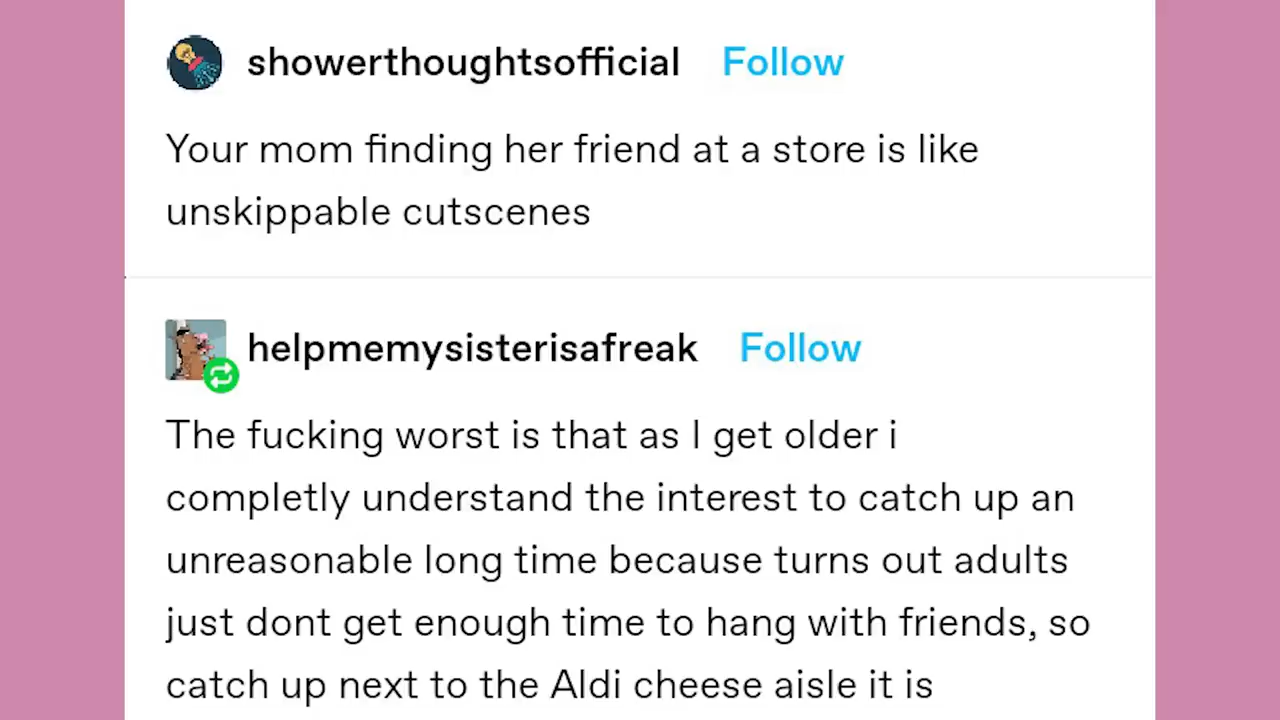 showerthoughtsofficial Follow
Your mom finding her friend at a store is like
unskippable cutscenes
helpmemysisterisafreak Follow
The fucking worst is that as I get older i
completly understand the interest to catch up an
unreasonable long time because turns out adults
just dont get enough time to hang with friends, so
catch up next to the Aldi cheese aisle it is